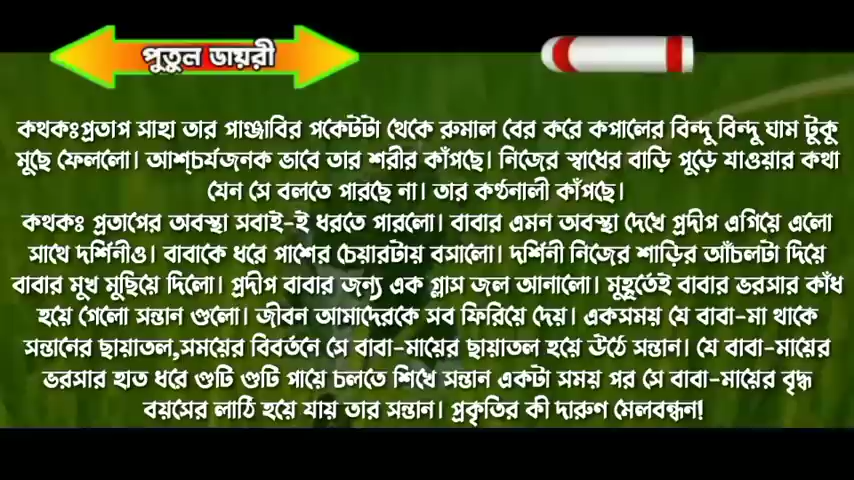 পুতুল ডায়রী
কথকঃপ্রতাপ সাহা তার পাঞ্জাবির পকেটটা থেকে রুমাল বের করে কপালের বিন্দু বিন্দু ঘাম টুকু
মুছে ফেললো। আশ্চর্যজনক ভাবে তার শরীর কাঁপছে। নিজের স্বাধের বাড়ি পুড়ে যাওয়ার কথা
যেন সে বলতে পারছে না। তার কণ্ঠনালী কাঁপছে।
কথকঃ প্রতাপের অবস্থা সবাই-ই ধরতে পারলো। বাবার এমন অবস্থা দেখে প্রদীপ এগিয়ে এলো
সাথে দর্শিনীও। বাবাকে ধরে পাশের চেয়ারটায় বসালো। দর্শিনী নিজের শাড়ির আঁচলটা দিয়ে
বাবার মুখ মুছিয়ে দিলো। প্রদীপ বাবার জন্য এক গ্লাস জল আনালো। মুহূর্তেই বাবার ভরসার কাঁধ
হয়ে গেলো সন্তান গুলো। জীবন আমাদেরকে সব ফিরিয়ে দেয়। একসময় যে বাবা-মা থাকে
সন্তানের ছায়াতল,সময়ের বিবর্তনে সে বাবা-মায়ের ছায়াতল হয়ে উঠে সন্তান। যে বাবা-মায়ের
ভরসার হাত ধরে গুটি গুটি পায়ে চলতে শিখে সন্তান একটা সময় পর সে বাবা-মায়ের বৃদ্ধ
বয়সের লাঠি হয়ে যায় তার সন্তান। প্রকৃতির কী দারুণ মেলবন্ধন!